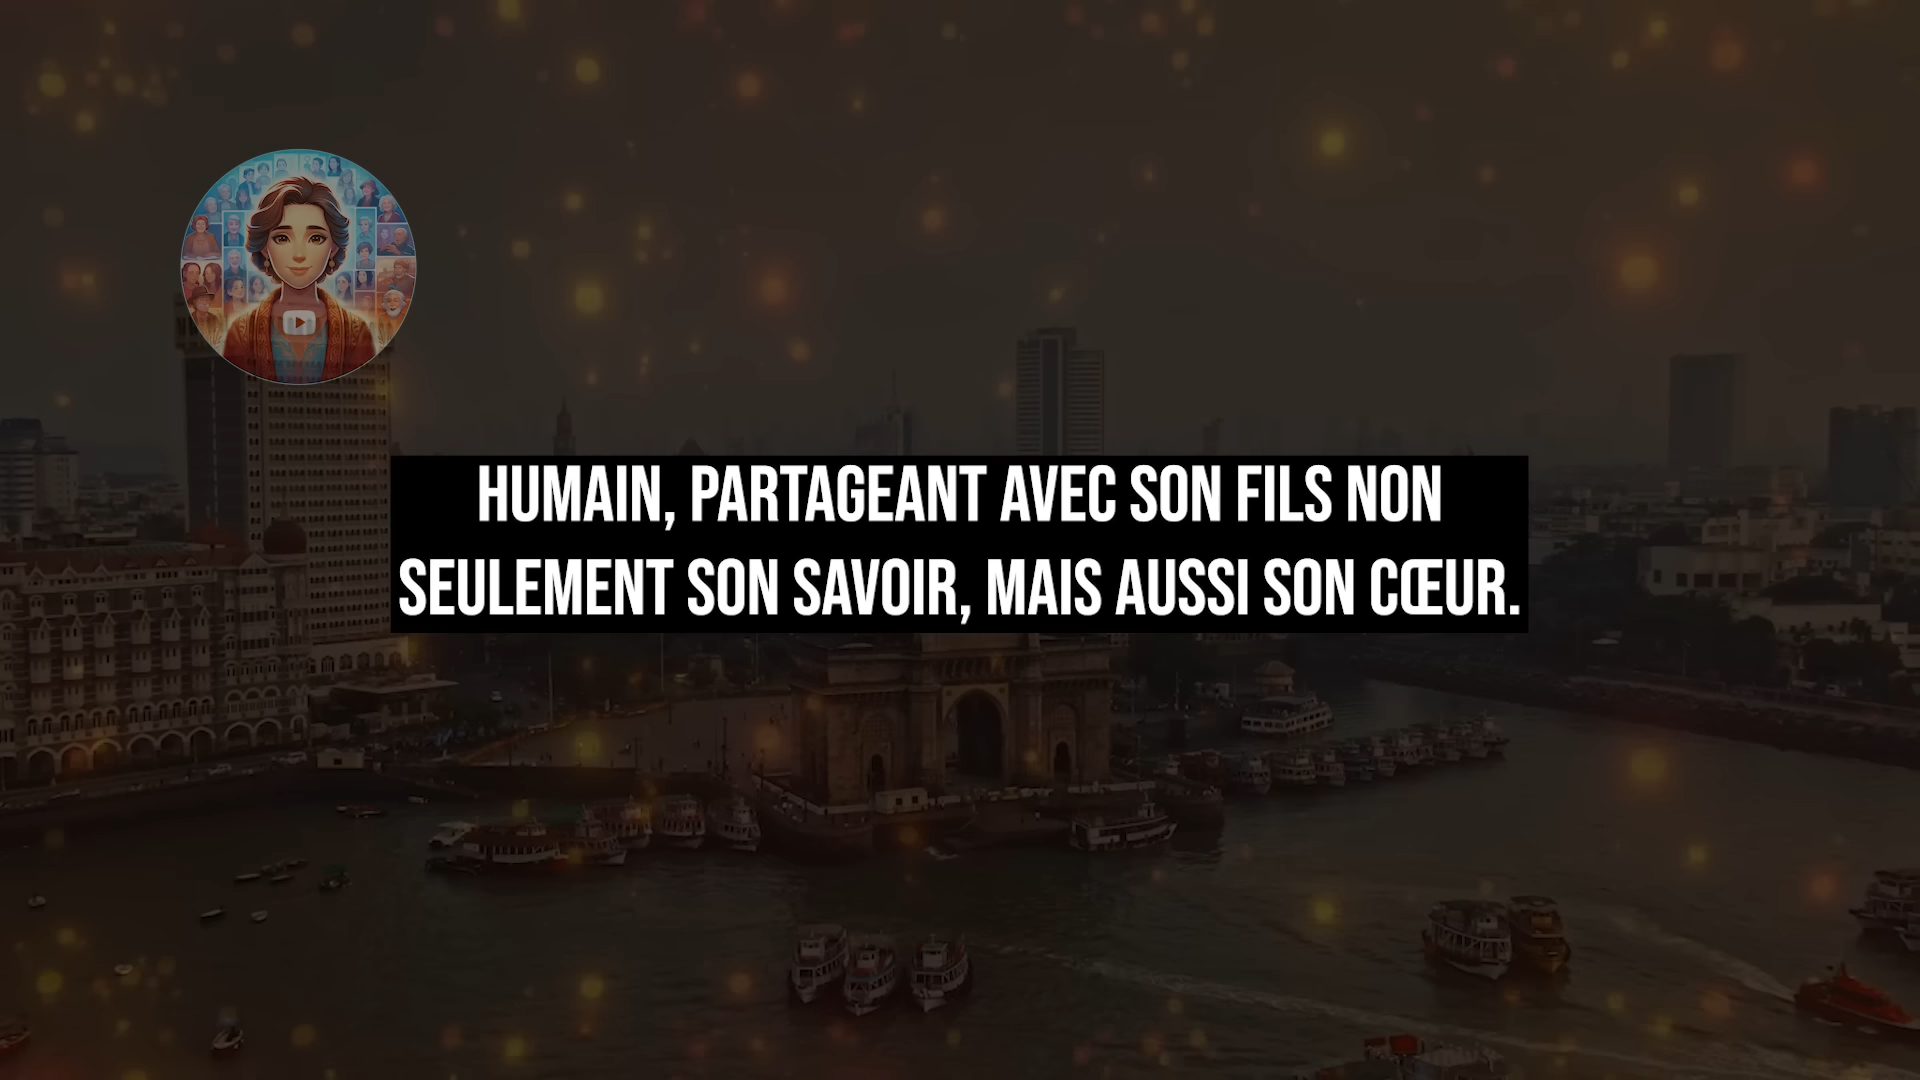 HUMAIN, PARTAGEANT AVEC SON FILS NON
SEULEMENT SON SAVOIR, MAIS AUSSI SON CŒUR.